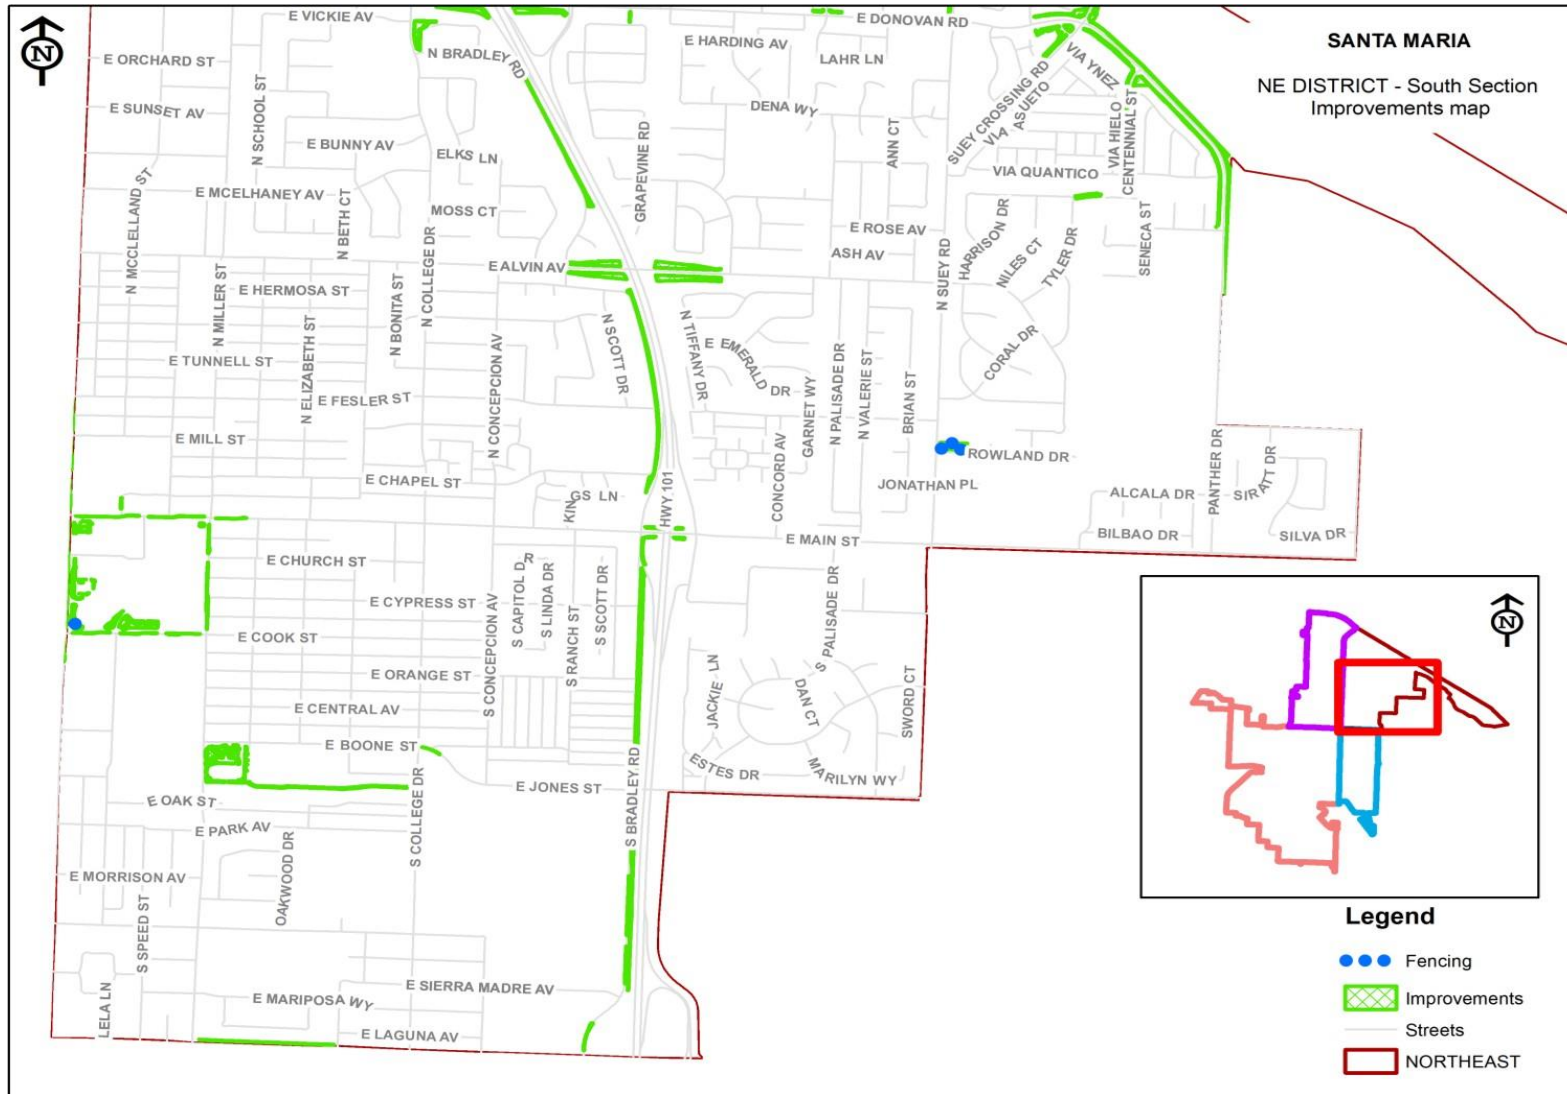 N
SANTA MARIA
NE DISTRICT - South Section
Improvements map
E VICKIE AV
E DONOVAN RD
E ORCHARD ST
N BRADLEY RD
E HARDING AV
LAHR LN
VIA YNEZ
E SUNSET AV
N SCHOOL ST
DENA WY
SUEY CROSSING RD
VIA ASUETO
VIA HIELO
CENTENNIAL ST
E BUNNY AV
ELKS LN
GRAPEVINE RD
ANN CT
VIA QUANTICO
N MCCLELLAND ST
E MCELHANEY AV
N BETH CT
MOSS CT
N COLLEGE DR
E ROSE AV
ASH AV
N SUEY RD
HARRISON DR
NILES CT
TYLER DR
SENECA ST
E ALVIN AV
N MILLER ST
E HERMOSA ST
N BONITA ST
N ELIZABETH ST
N CONCEPCION AV
N SCOTT DR
N TIFFANY DR
E EMERALD DR
GARNET WY
N PALISADE DR
N VALERIE ST
BRIAN ST
CORAL DR
E TUNNELL ST
E FESLER ST
E MILL ST
E CHAPEL ST
KINGS LN
HWY 101
CONCORD AV
ROWLAND DR
JONATHAN PL
ALCALA DR
PANTHER DR
SIRATT DR
BILBAO DR
SILVA DR
E MAIN ST
E CHURCH ST
E CYPRESS ST
S CONCEPCION AV
S CAPITOL DR
S LINDA DR
S RANCH ST
S SCOTT DR
S PALISADE DR
E COOK ST
E ORANGE ST
E CENTRAL AV
E BOONE ST
JACKIE LN
DAN CT
SWORD CT
ESTES DR
MARILYN WY
E JONES ST
S BRADLEY RD
S COLLEGE DR
E OAK ST
E PARK AV
OAKWOOD DR
E MORRISON AV
S SPEED ST
E SIERRA MADRE AV
E MARIPOSA WY
LELA LN
E LAGUNA AV
N
Legend
Fencing
Improvements
Streets
NORTHEAST